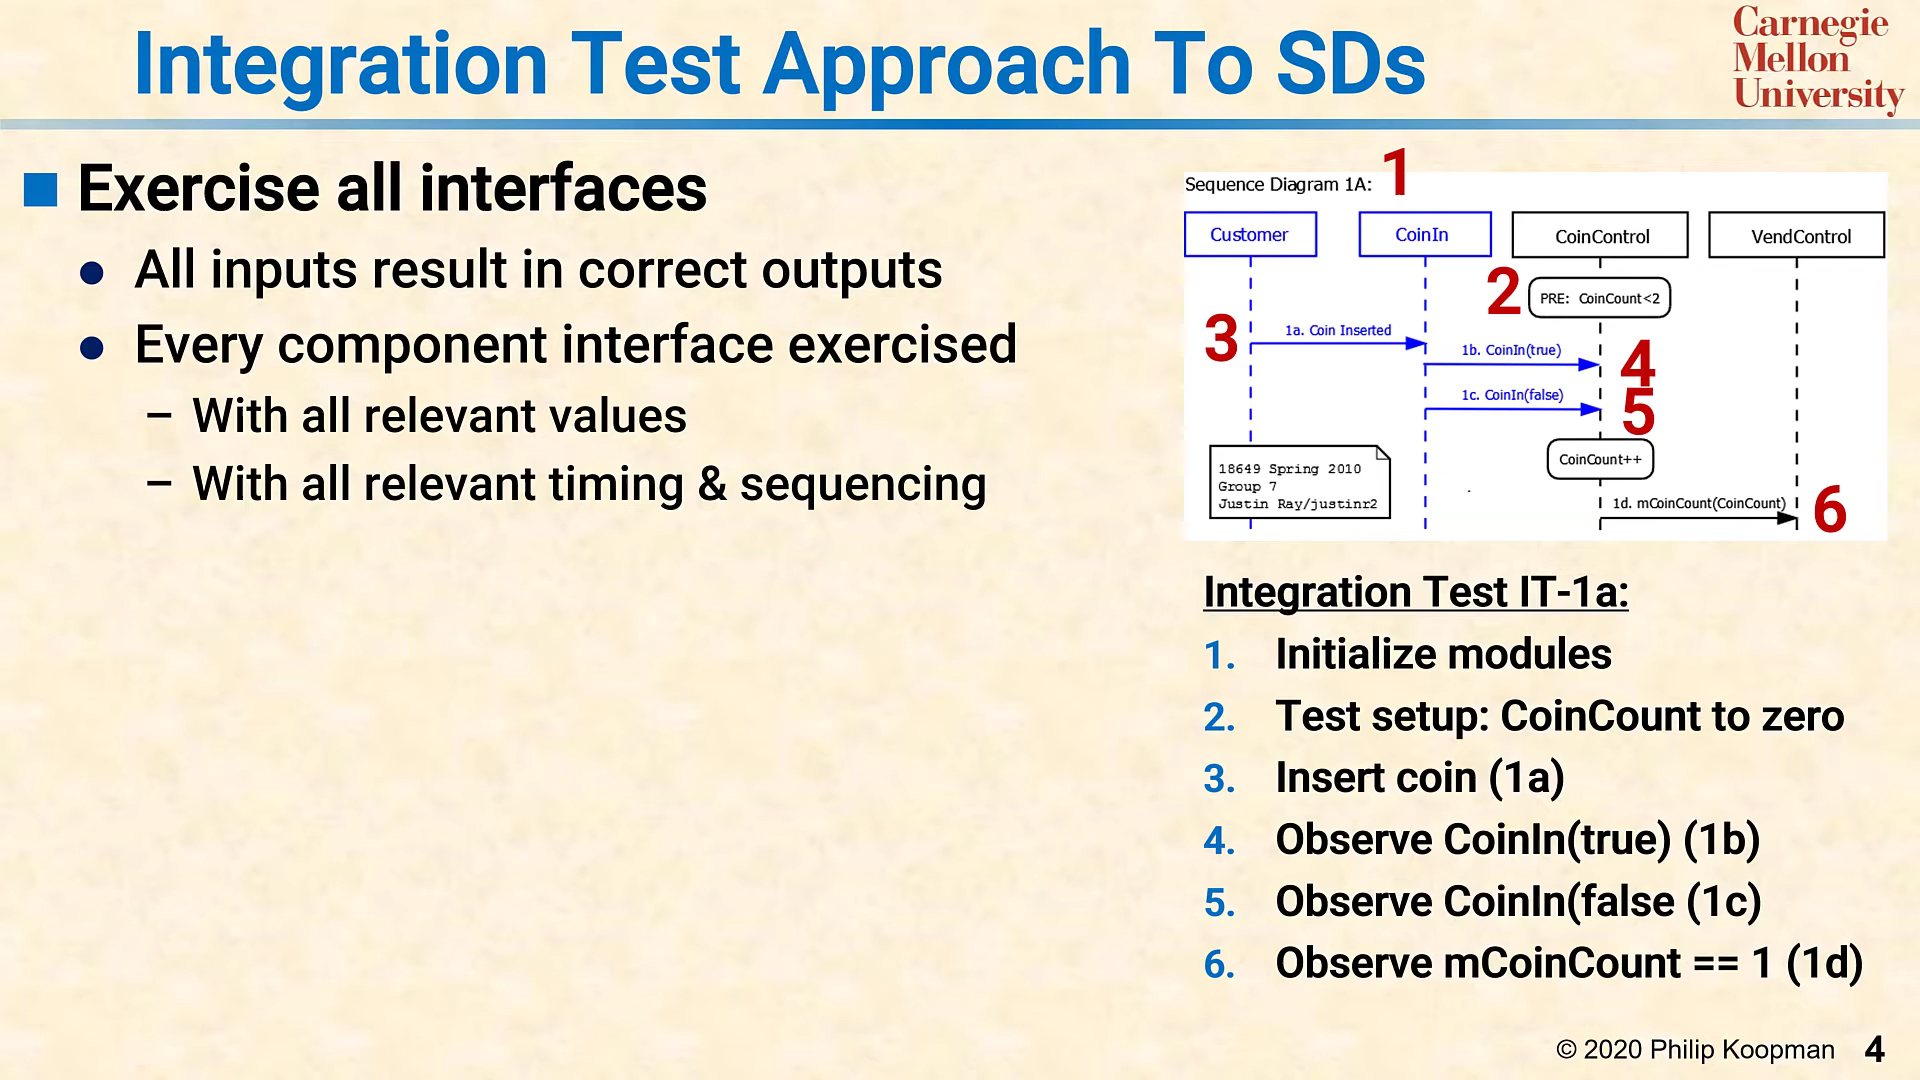 Integration Test Approach To SDs
Carnegie
Mellon
University
Exercise all interfaces
All inputs result in correct outputs
Every component interface exercised
– With all relevant values
– With all relevant timing & sequencing
Sequence Diagram 1A:
1
Customer
CoinIn
CoinControl
VendControl
2
PRE: CoinCount<2
3
1a. Coin Inserted
1b. CoinIn(true)
4
1c. CoinIn(false)
5
CoinCount++
18649 Spring 2010
Group 7
Justin Ray/justinr2
1d. mCoinCount(CoinCount)
6
Integration Test IT-1a:
1. Initialize modules
2. Test setup: CoinCount to zero
3. Insert coin (1a)
4. Observe CoinIn(true) (1b)
5. Observe CoinIn(false (1c)
6. Observe mCoinCount == 1 (1d)
© 2020 Philip Koopman 4